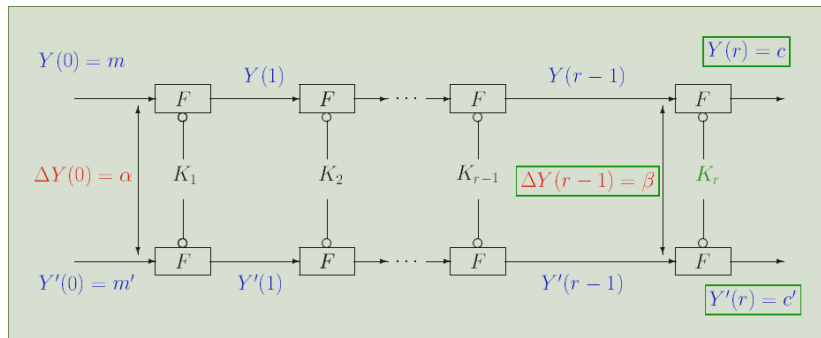 Y(0) = m
Y(1)
Y(r − 1)
Y(r) = c
F F ··· F F
ΔY(0) = α K₁ K₂ Kᵣ₋₁ ΔY(r − 1) = β Kᵣ
F F ··· F F
Y′(0) = m′ Y′(1) Y′(r − 1) Y′(r) = c′